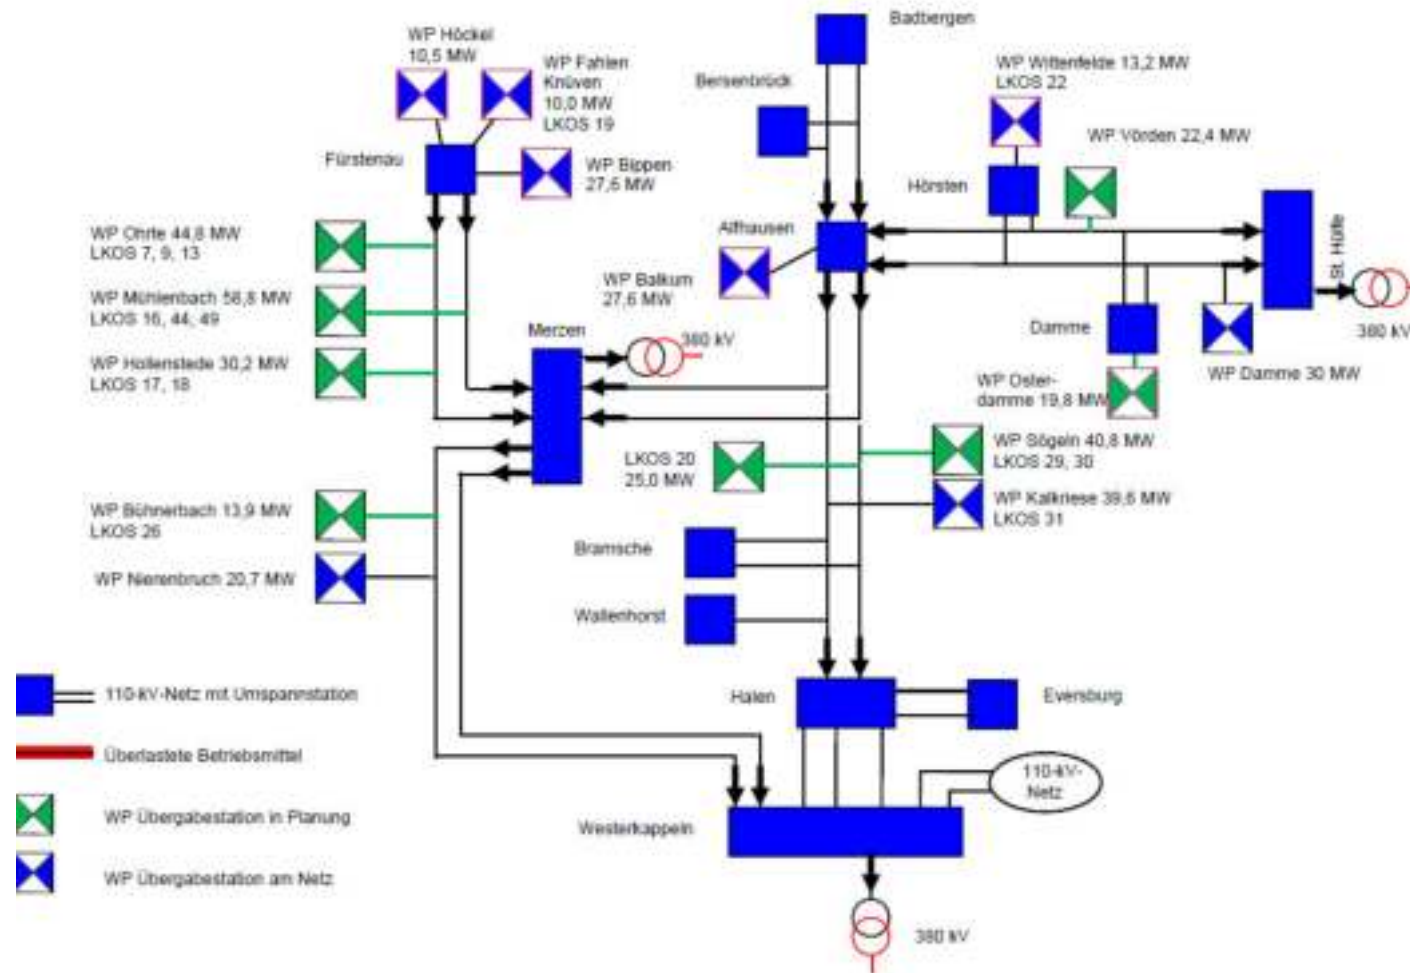 Badbergen
WP Höckel
10,5 MW
WP Fahlen
Knüven
10,0 MW
LKOS 19
Bersenbrück
WP Wittenfelde 13,2 MW
LKOS 22
WP Vörden 22,4 MW
Fürstenau
WP Bippen
27,6 MW
Hörsten
WP Ohrte 44,8 MW
LKOS 7, 9, 13
Alfhausen
St. Hülfe
WP Balkum
27,6 MW
WP Mühlenbach 56,8 MW
LKOS 16, 44, 49
Merzen
380 kV
Damme
380 kV
WP Hollenstede 30,2 MW
LKOS 17, 18
WP Oster-
damme 19,8 MW
WP Damme 30 MW
LKOS 20
25,0 MW
WP Sögeln 40,8 MW
LKOS 29, 30
WP Bühnerbach 13,9 MW
LKOS 26
WP Kalkriese 39,6 MW
LKOS 31
Bramsche
WP Nierenbruch 20,7 MW
Wallenhorst
110-kV-Netz mit Umspannstation
Halen
Eversburg
Überlastete Betriebsmittel
110-kV-
Netz
WP Übergabestation in Planung
Westerkappeln
WP Übergabestation am Netz
380 kV